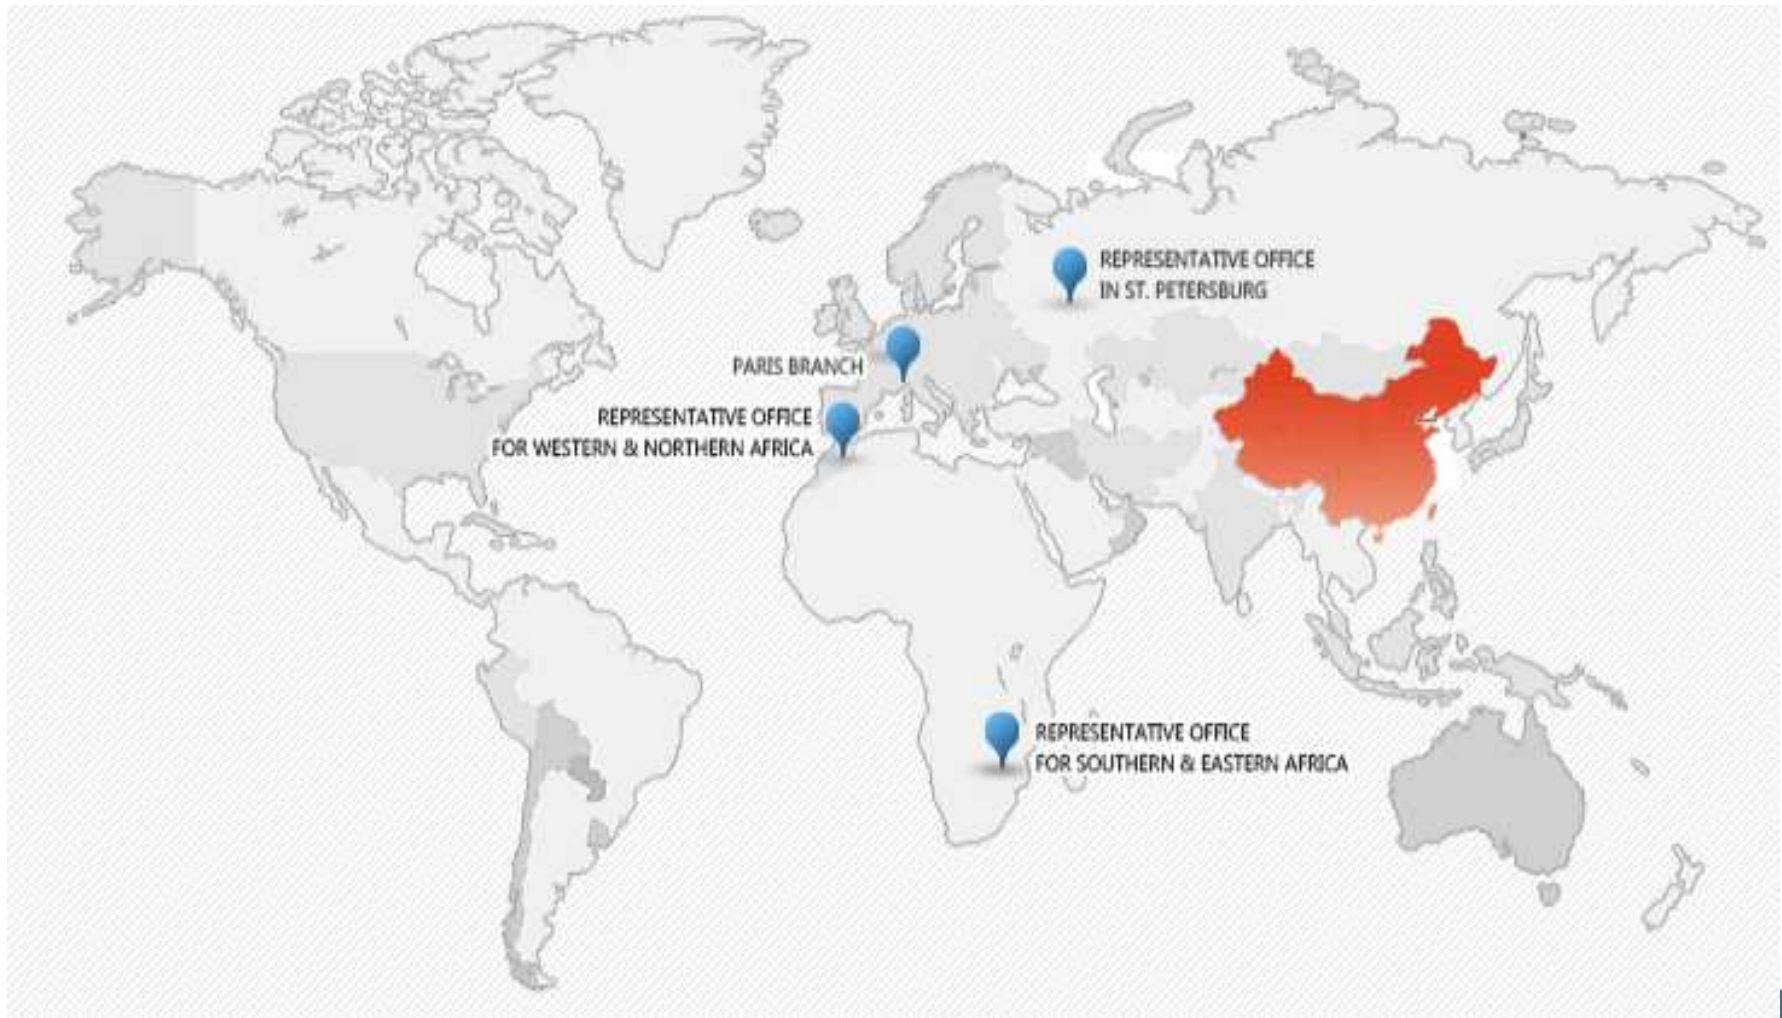 REPRESENTATIVE OFFICE
IN ST. PETERSBURG
PARIS BRANCH
REPRESENTATIVE OFFICE
FOR WESTERN & NORTHERN AFRICA
REPRESENTATIVE OFFICE
FOR SOUTHERN & EASTERN AFRICA